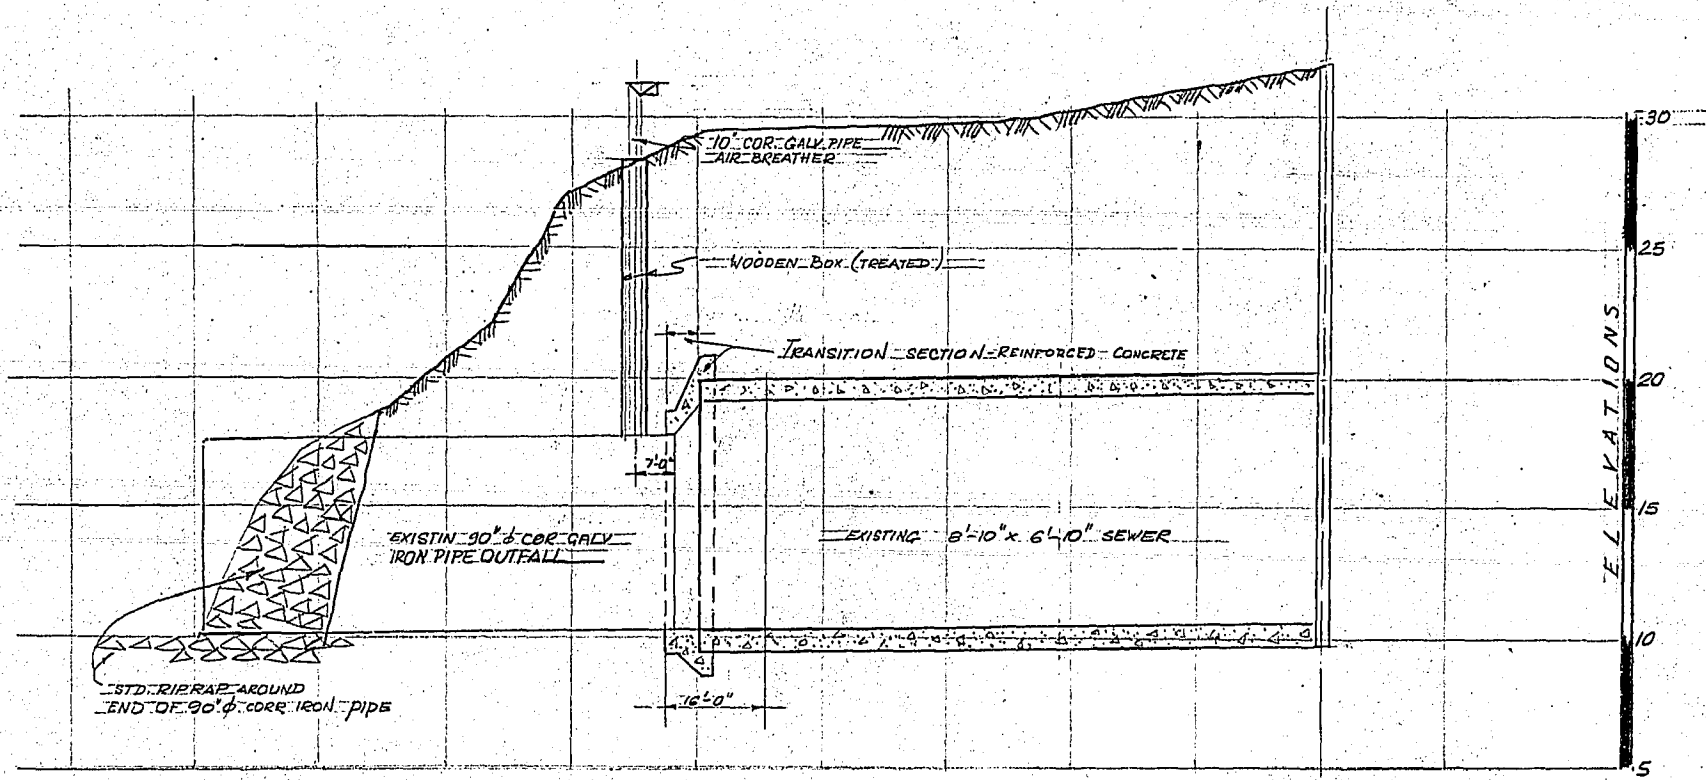 10" COR. GALV. PIPE
AIR BREATHER
30
25
WOODEN BOX (TREATED)
TRANSITION SECTION-REINFORCED-CONCRETE
20
ELEVATIONS
7'-0"
15
EXISTIN 90" ϕ COR GALV
IRON PIPE OUTFALL
EXISTING 8'-10" x 6'-10" SEWER
10
STD. RIPRAP AROUND
END OF 90" ϕ CORR IRON PIPE
16'-0"
5